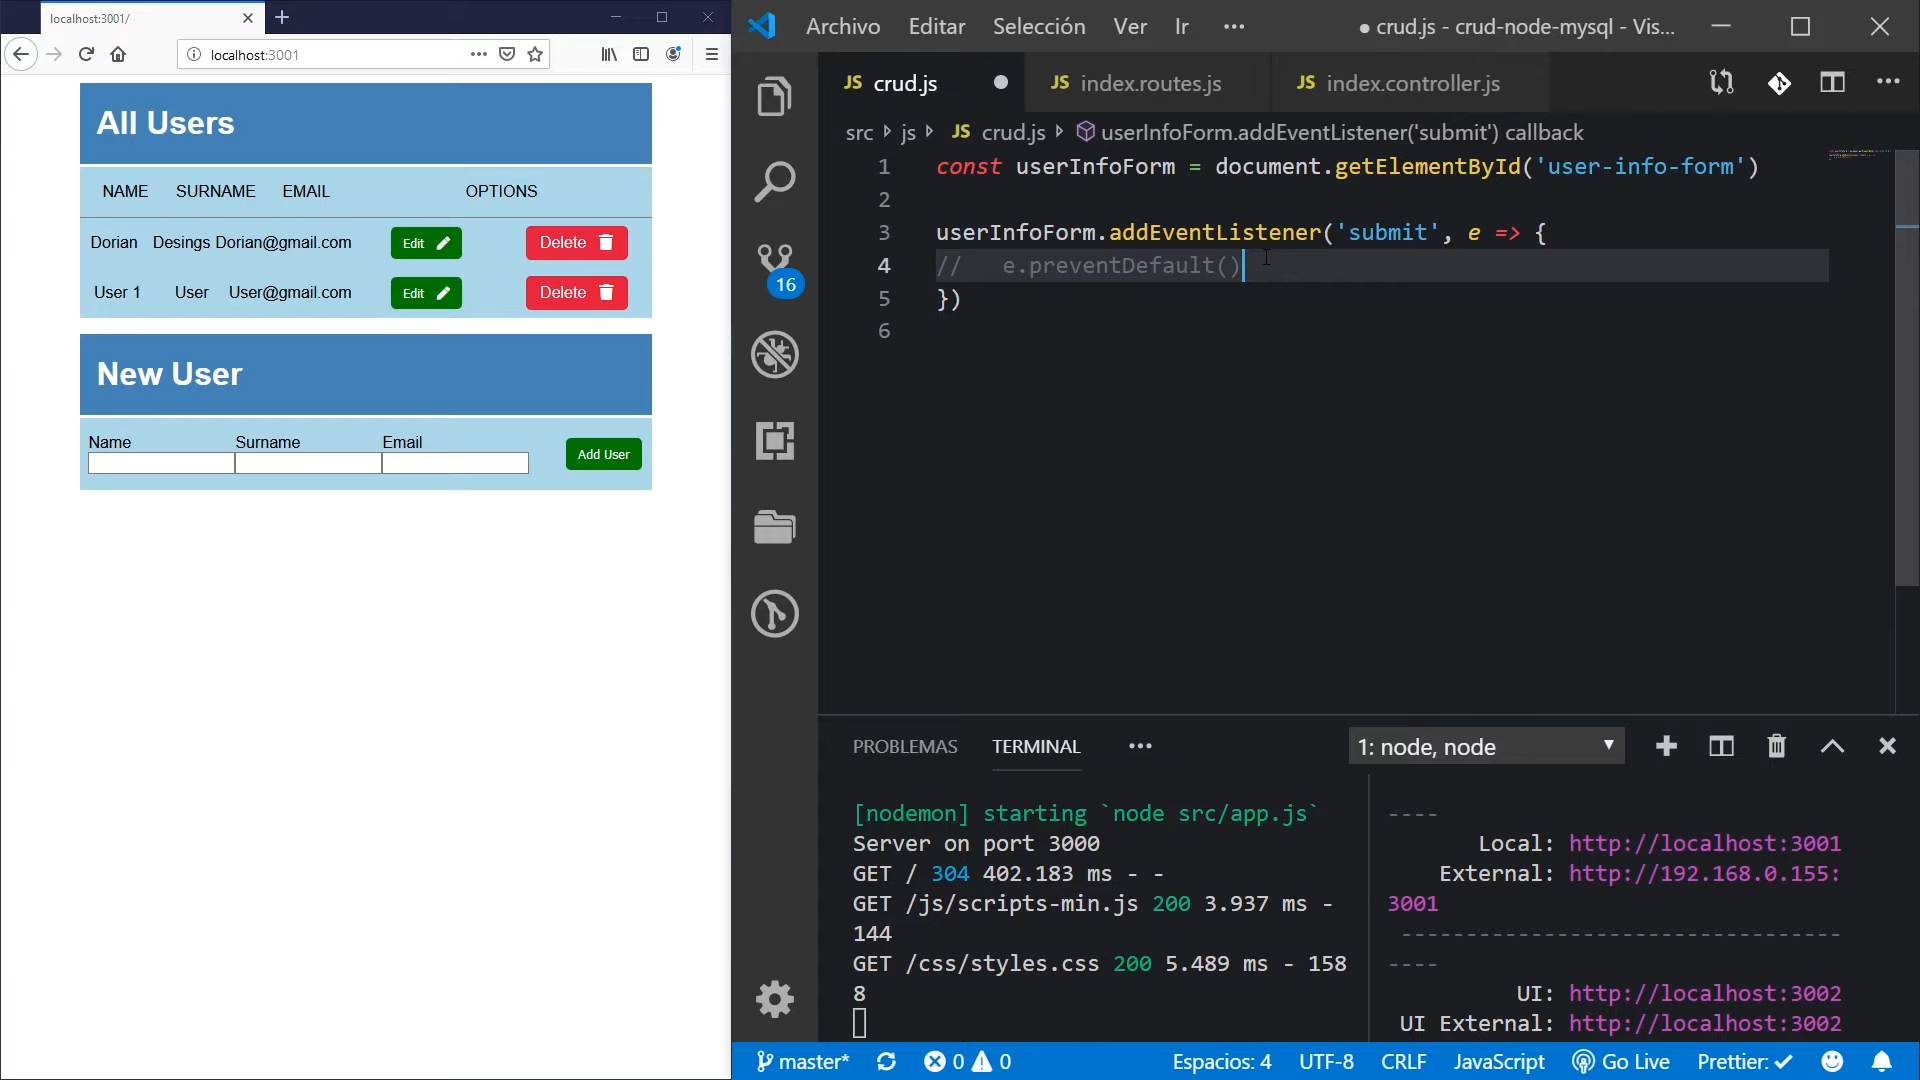 localhost:3001/
localhost:3001
All Users
NAME SURNAME EMAIL OPTIONS
Dorian Desings Dorian@gmail.com Edit Delete
User 1 User User@gmail.com Edit Delete
New User
Name Surname Email
Add User
Archivo Editar Selección Ver Ir ··· ● crud.js - crud-node-mysql - Vis...
JS crud.js ● JS index.routes.js JS index.controller.js
src › js › JS crud.js › userInfoForm.addEventListener('submit') callback
1 const userInfoForm = document.getElementById('user-info-form')
2
3 userInfoForm.addEventListener('submit', e => {
4 //   e.preventDefault()
5 })
6
16
PROBLEMAS TERMINAL ··· 1: node, node
[nodemon] starting `node src/app.js`
Server on port 3000
GET / 304 402.183 ms - -
GET /js/scripts-min.js 200 3.937 ms -
144
GET /css/styles.css 200 5.489 ms - 158
8
----
Local: http://localhost:3001
External: http://192.168.0.155:
3001
----------------------------------
----
UI: http://localhost:3002
UI External: http://localhost:3002
master* 0 0 Espacios: 4 UTF-8 CRLF JavaScript Go Live Prettier: ✓